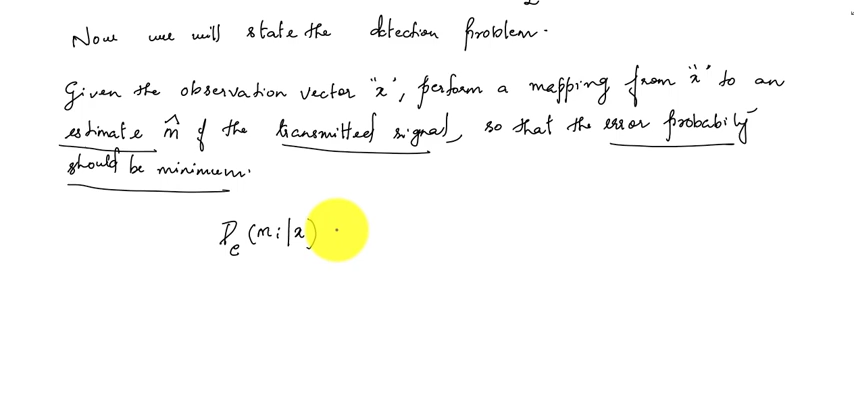 Now we will state the detection problem.
Given the observation vector "x", perform a mapping from "x" to an
estimate m̂ of the transmitted signal, so that the error probability
should be minimum.
Pe (mi/x)